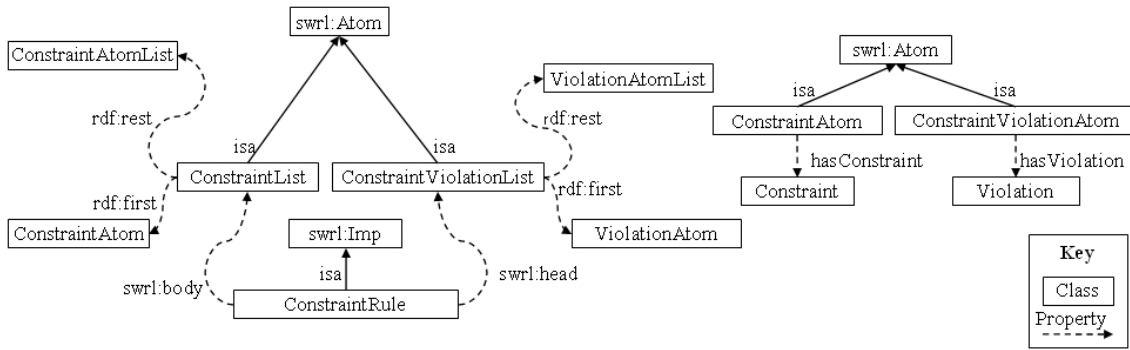 swrl:Atom
ConstraintAtomList
ViolationAtomList
rdf:rest
rdf:rest
isa
isa
ConstraintList
ConstraintViolationList
rdf:first
rdf:first
ConstraintAtom
swrl:Imp
ViolationAtom
swrl:body
isa
swrl:head
ConstraintRule
swrl:Atom
isa
isa
ConstraintAtom
ConstraintViolationAtom
hasConstraint
hasViolation
Constraint
Violation
Key
Class
Property